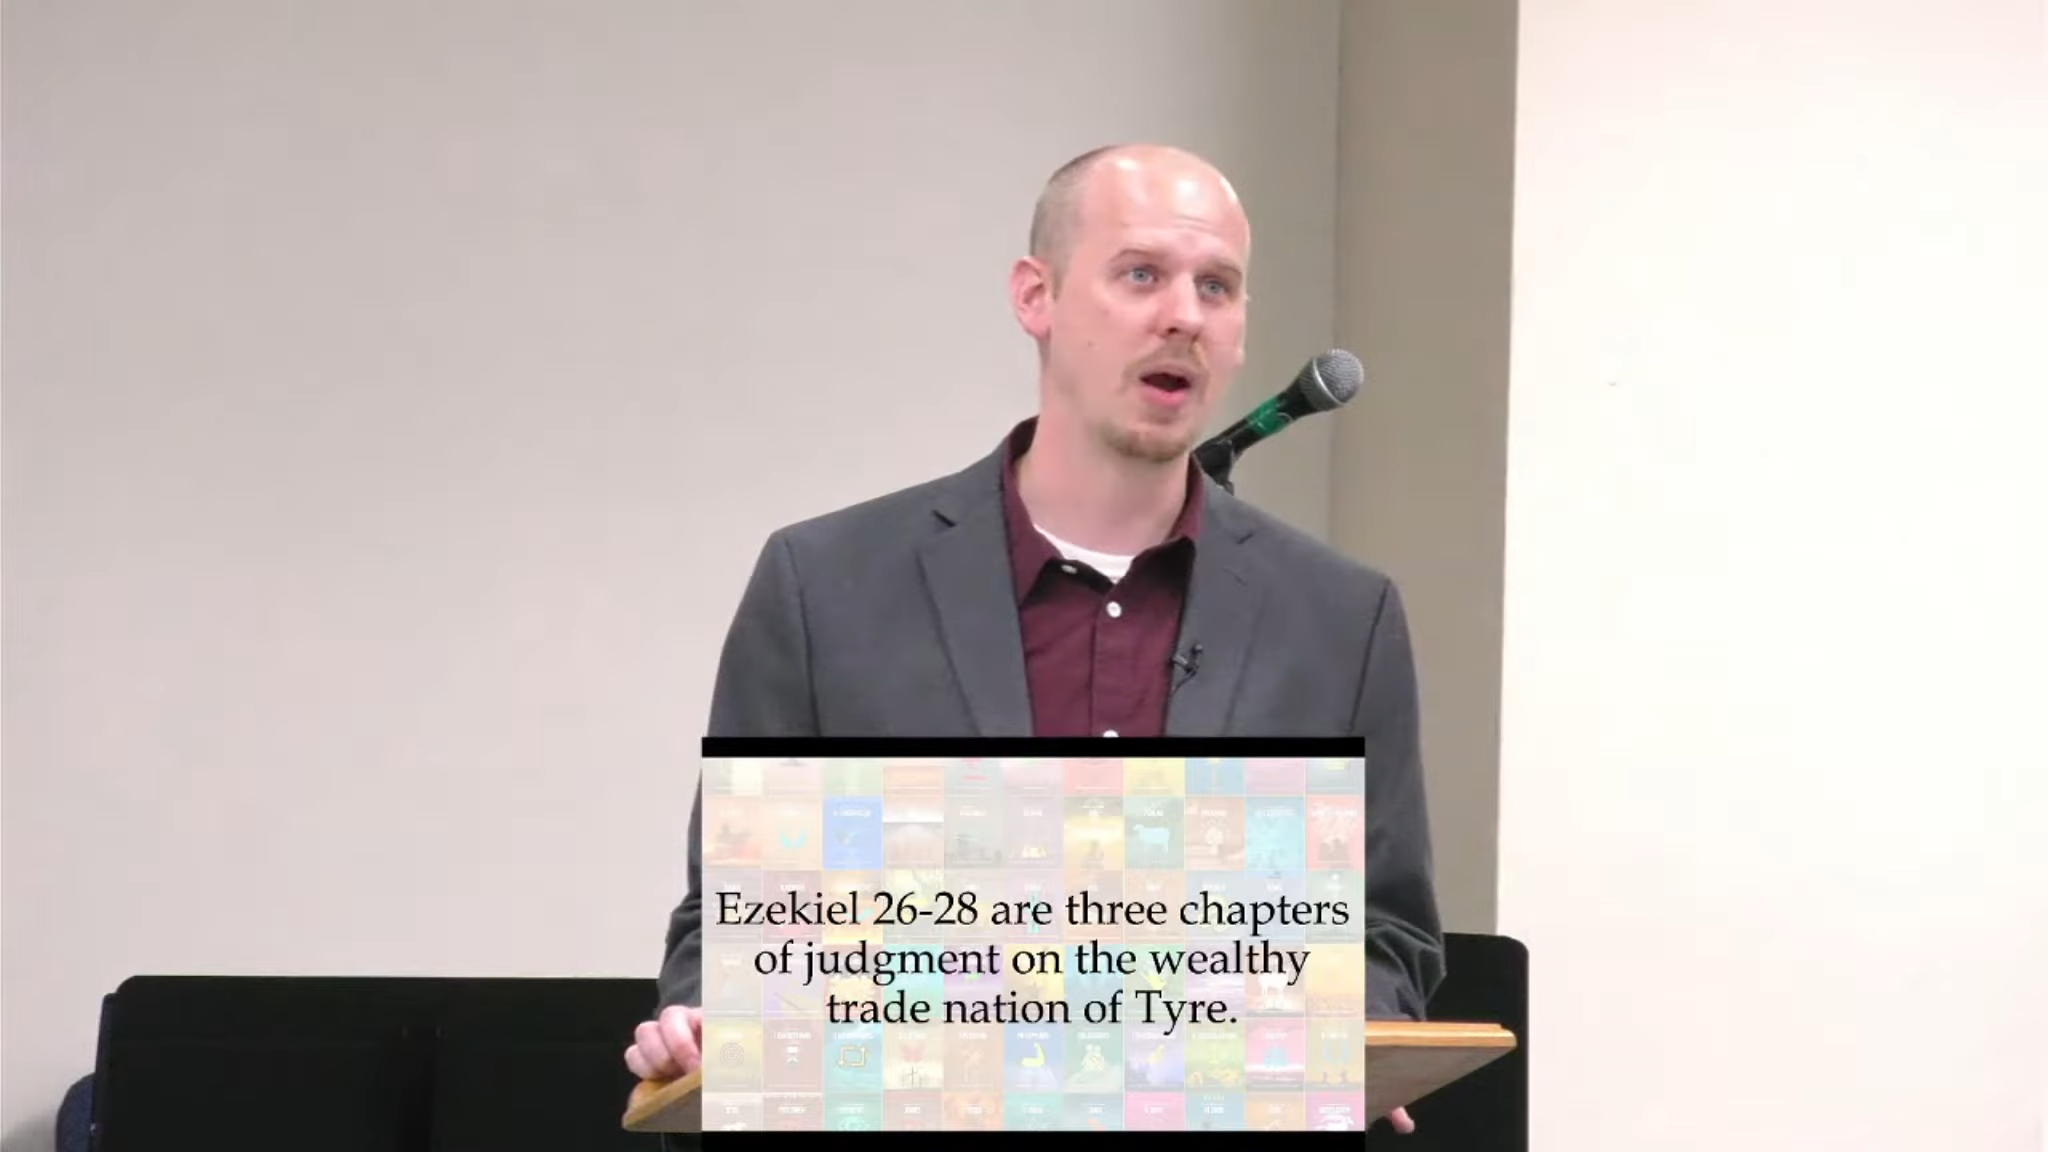 Ezekiel 26-28 are three chapters
of judgment on the wealthy
trade nation of Tyre.